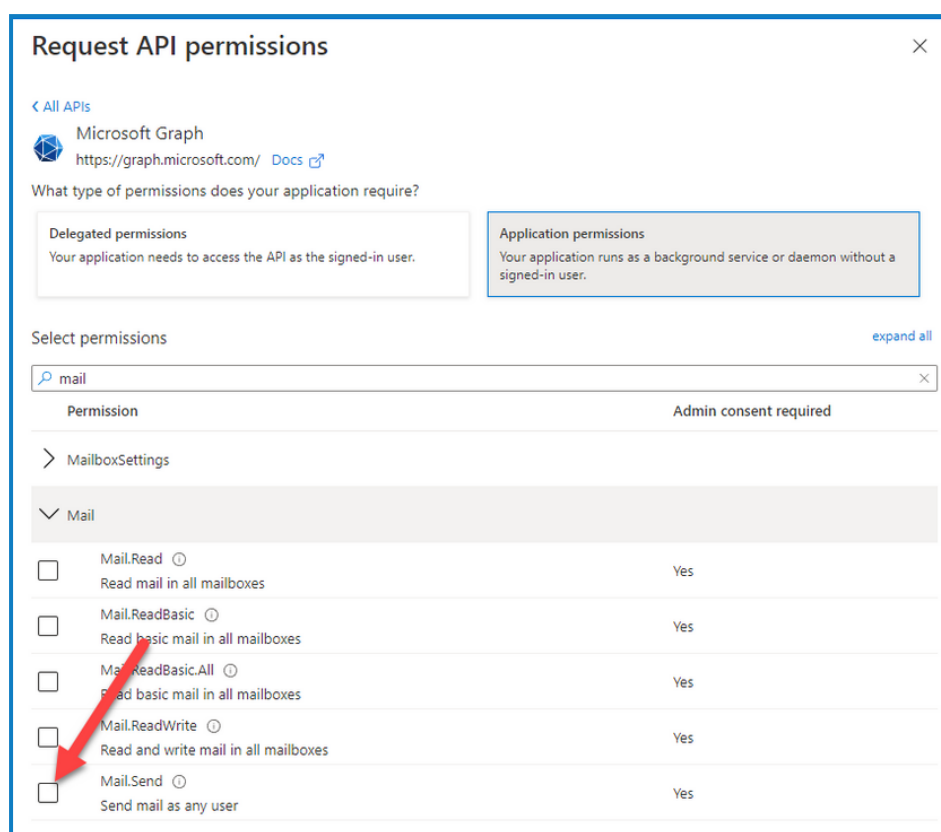 Request API permissions
All APIs
Microsoft Graph
https://graph.microsoft.com/ Docs
What type of permissions does your application require?
Delegated permissions
Your application needs to access the API as the signed-in user.
Application permissions
Your application runs as a background service or daemon without a
signed-in user.
Select permissions
expand all
mail
Permission Admin consent required
MailboxSettings
Mail
Mail.Read
Read mail in all mailboxes
Yes
Mail.ReadBasic
Read basic mail in all mailboxes
Yes
Mail.ReadBasic.All
Read basic mail in all mailboxes
Yes
Mail.ReadWrite
Read and write mail in all mailboxes
Yes
Mail.Send
Send mail as any user
Yes